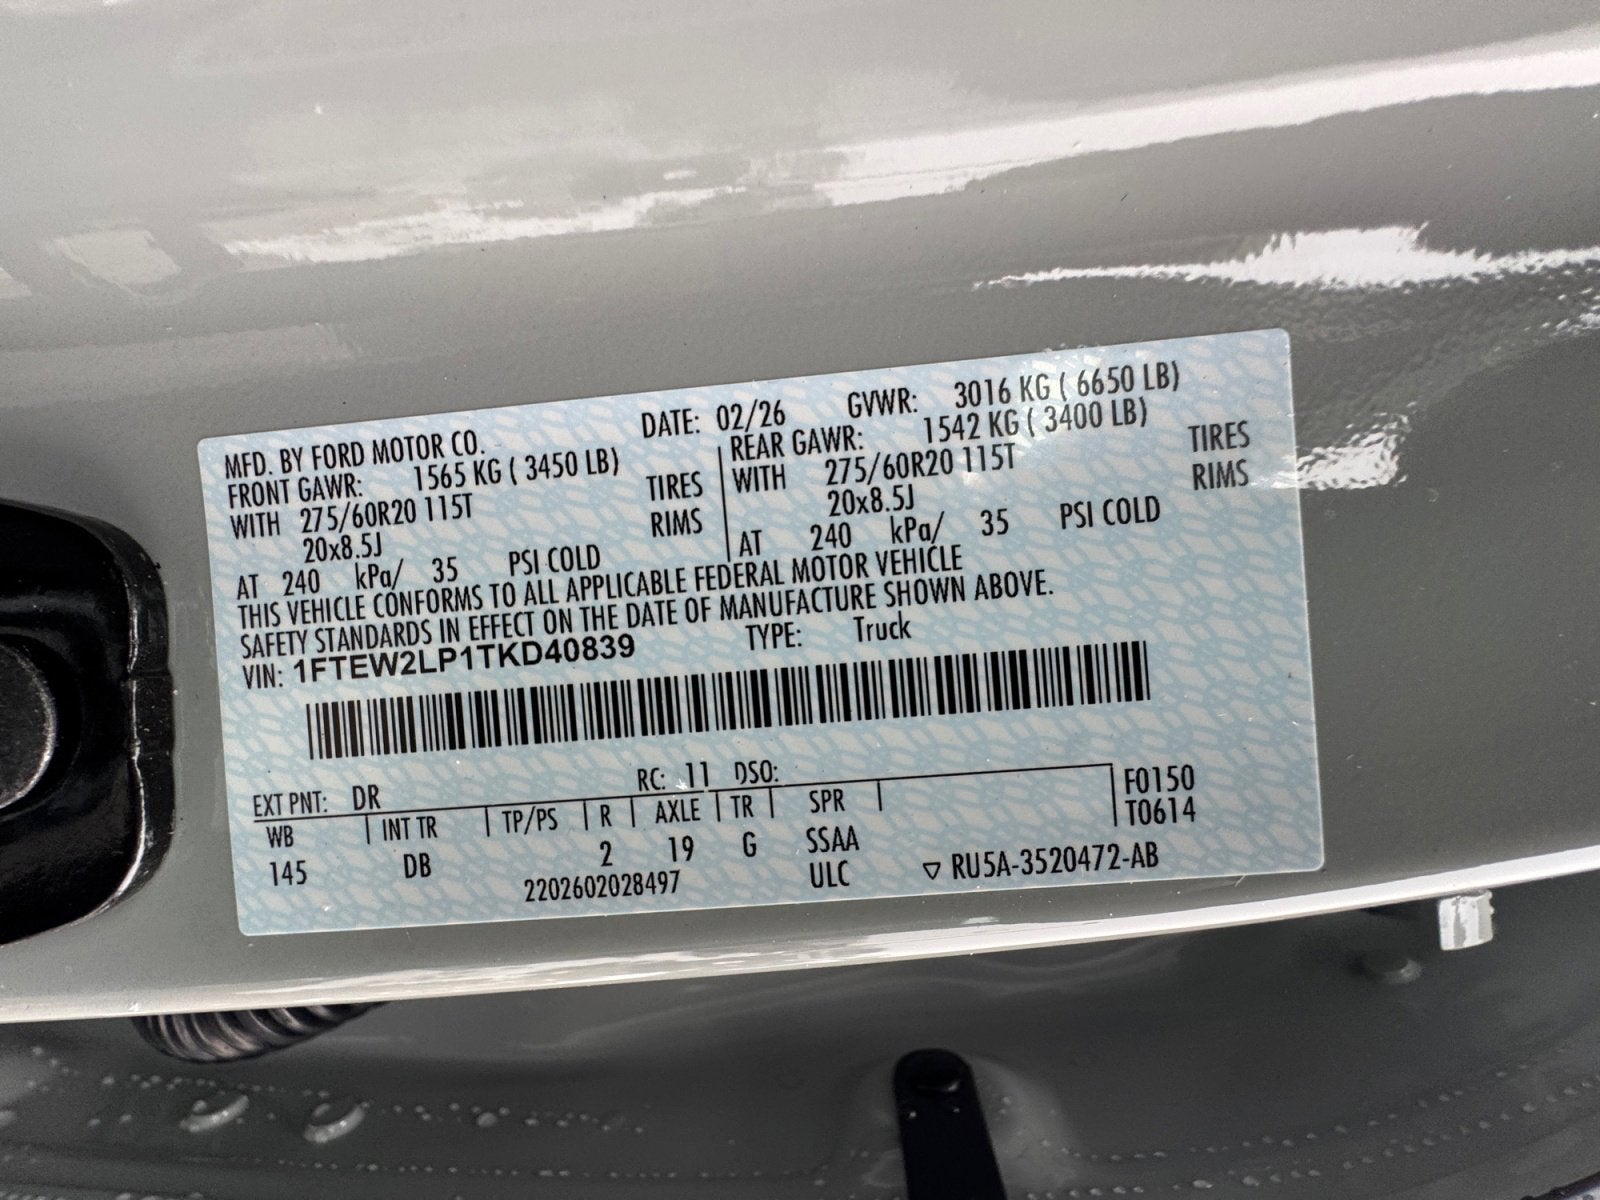 MFD. BY FORD MOTOR CO. DATE: 02/26 GVWR: 3016 KG ( 6650 LB)
FRONT GAWR: 1565 KG ( 3450 LB) REAR GAWR: 1542 KG ( 3400 LB)
WITH 275/60R20 115T TIRES WITH 275/60R20 115T TIRES
20x8.5J RIMS 20x8.5J RIMS
AT 240 kPa/ 35 PSI COLD AT 240 kPa/ 35 PSI COLD
THIS VEHICLE CONFORMS TO ALL APPLICABLE FEDERAL MOTOR VEHICLE
SAFETY STANDARDS IN EFFECT ON THE DATE OF MANUFACTURE SHOWN ABOVE.
VIN: 1FTEW2LP1TKD40839 TYPE: Truck
EXT PNT: DR RC: 11 DSO: F0150
WB INT TR TP/PS R AXLE TR SPR T0614
145 DB 2 19 G SSAA
2202602028497 ULC ▽ RU5A-3520472-AB